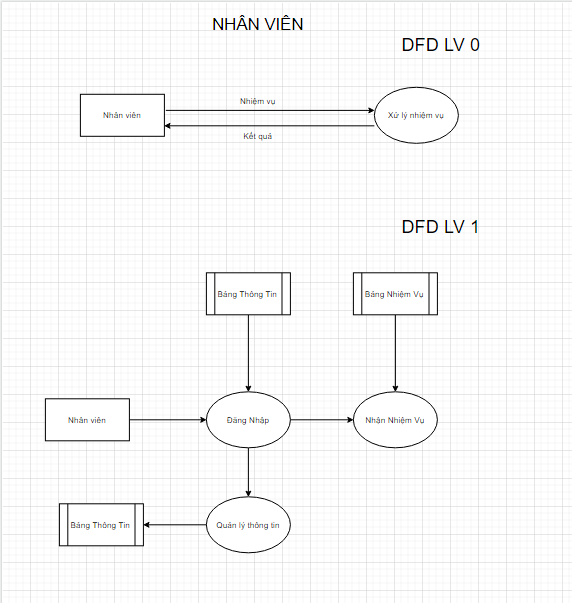 NHÂN VIÊN
DFD LV 0
Nhân viên
Nhiệm vụ
Xử lý nhiệm vụ
Kết quả
DFD LV 1
Bảng Thông Tin
Bảng Nhiệm Vụ
Nhân viên
Đăng Nhập
Nhận Nhiệm Vụ
Bảng Thông Tin
Quản lý thông tin